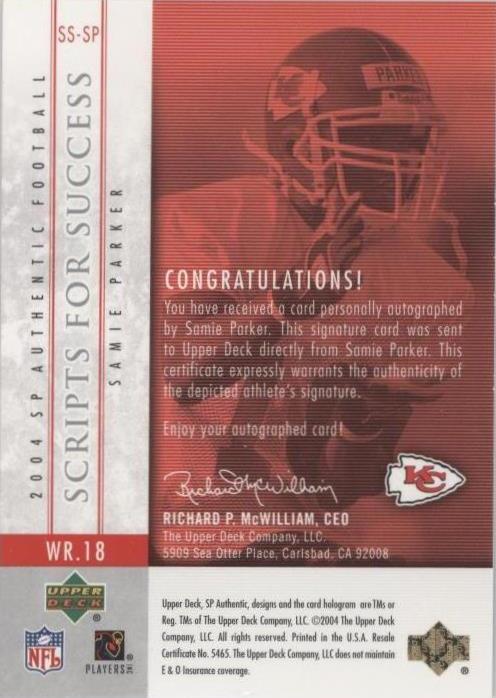 SS-SP
2004 SP AUTHENTIC FOOTBALL
SCRIPTS FOR SUCCESS
SAMIE PARKER
WR.18
PARKE
CONGRATULATIONS!
You have received a card personally autographed
by Samie Parker. This signature card was sent
to Upper Deck directly from Samie Parker. This
certificate expressly warrants the authenticity of
the depicted athlete's signature.
Enjoy your autographed card!
Richard P. McWilliam
RICHARD P. McWILLIAM, CEO
The Upper Deck Company, LLC.
5909 Sea Otter Place, Carlsbad, CA 92008
KC
UPPER
DECK
®
NFL
PLAYERS
Upper Deck, SP Authentic, designs and the card hologram are TMs or
Reg. TMs of The Upper Deck Company, LLC. ©2004 The Upper Deck
Company, LLC. All rights reserved. Printed in the U.S.A. Resale
Certificate No. 5465. The Upper Deck Company, LLC does not maintain
E & O Insurance coverage.
®